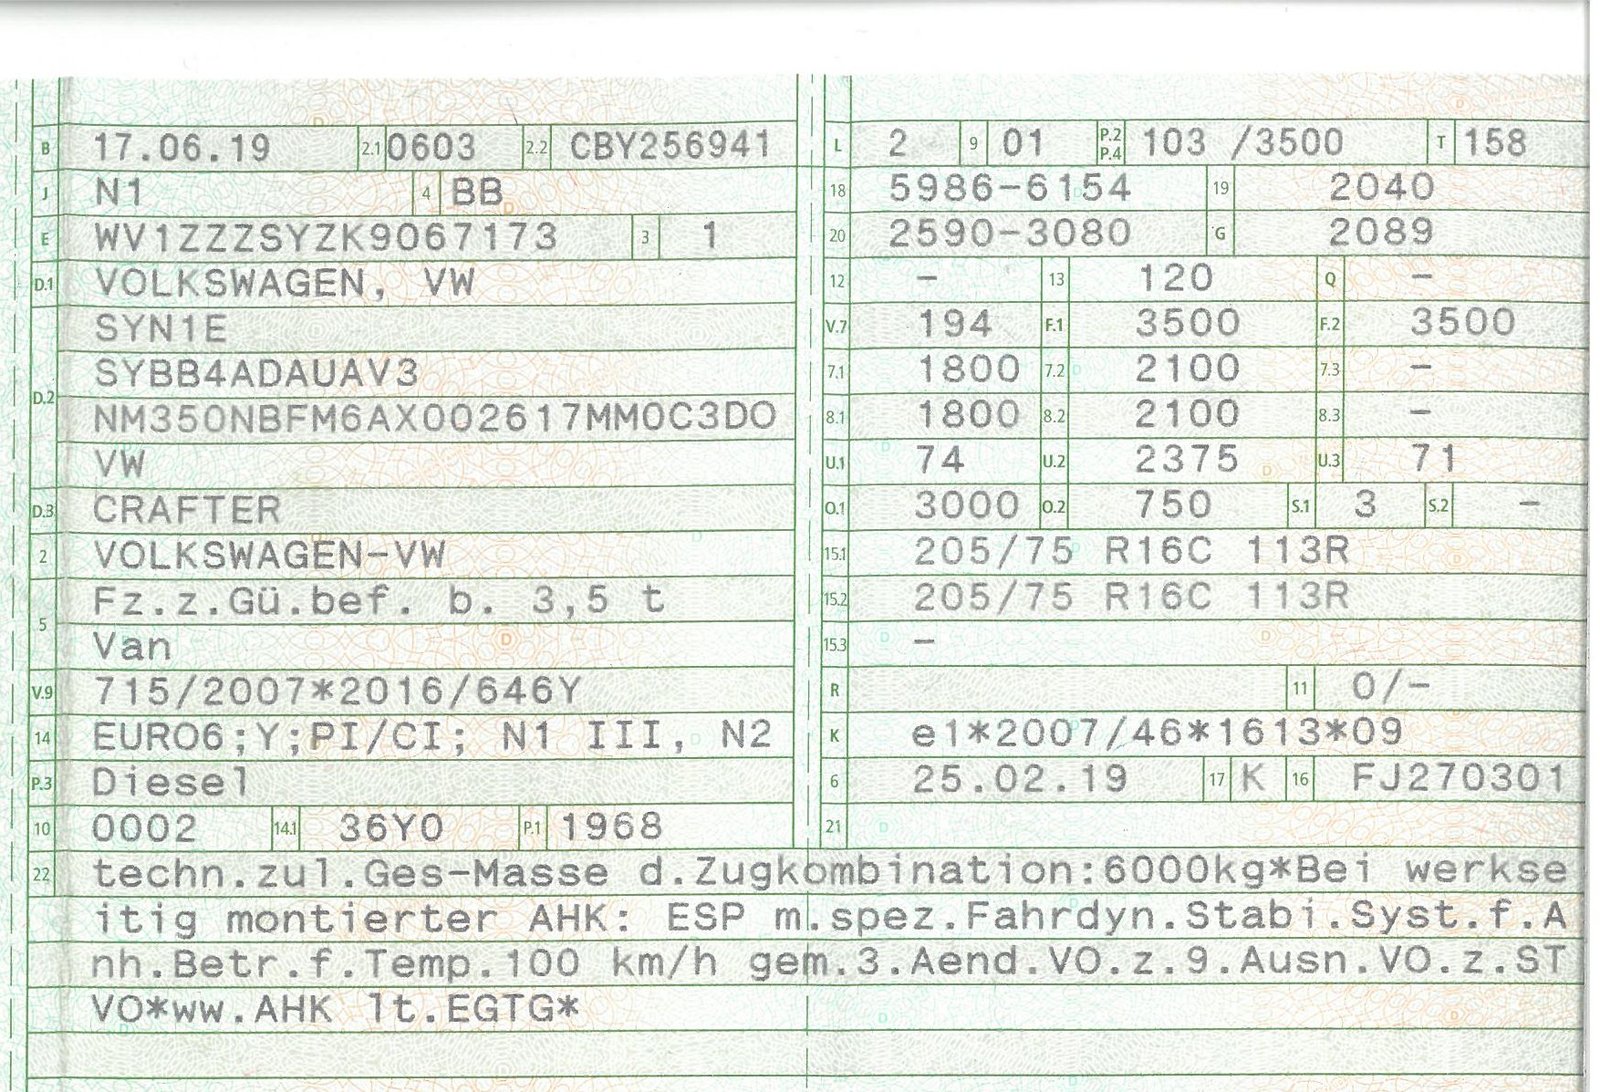 B 17.06.19 2.1 0603 2.2 CBY256941
J N1 4 BB
E WV1ZZZSYZK9067173 3 1
D.1 VOLKSWAGEN, VW
SYN1E
SYBB4ADAUAV3
D.2
NM350NBFM6AX002617MM0C3DO
VW
D.3 CRAFTER
2 VOLKSWAGEN-VW
Fz.z.Gü.bef. b. 3,5 t
5
Van
V.9 715/2007*2016/646Y
14 EURO6;Y;PI/CI; N1 III, N2
P.3 Diesel
10 0002 14.1 36Y0 P.1 1968
L 2 9 01 P.2 P.4 103 /3500 T 158
18 5986-6154 19 2040
20 2590-3080 G 2089
12 - 13 120 Q -
V.7 194 F.1 3500 F.2 3500
7.1 1800 7.2 2100 7.3 -
8.1 1800 8.2 2100 8.3 -
U.1 74 U.2 2375 U.3 71
O.1 3000 O.2 750 S.1 3 S.2 -
15.1 205/75 R16C 113R
15.2 205/75 R16C 113R
15.3 -
R 11 0/-
K e1*2007/46*1613*09
6 25.02.19 17 K 16 FJ270301
21
22 techn.zul.Ges-Masse d.Zugkombination:6000kg*Bei werkse
itig montierter AHK: ESP m.spez.Fahrdyn.Stabi.Syst.f.A
nh.Betr.f.Temp.100 km/h gem.3.Aend.VO.z.9.Ausn.VO.z.ST
VO*ww.AHK lt.EGTG*